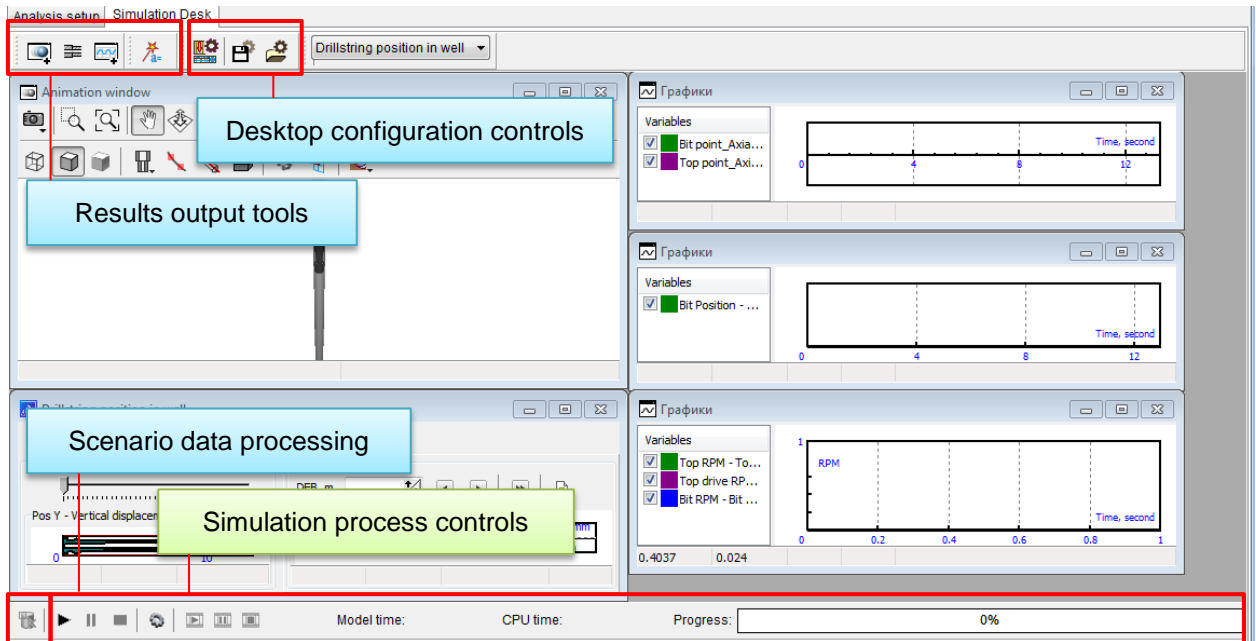 Analysis setup Simulation Desk
Drillstring position in well
Animation window
Desktop configuration controls
Results output tools
Графики
Variables
Bit point_Axia...
Top point_Axi...
Time, second
0 4 8 12
Графики
Variables
Bit Position - ...
Time, second
0 4 8 12
Scenario data processing
Simulation process controls
Pos Y - Vertical displacem
0 10
mm
Графики
Variables
Top RPM - To...
Top drive RP...
Bit RPM - Bit ...
1
RPM
Time, second
0 0.2 0.4 0.6 0.8 1
0.4037 0.024
Model time: CPU time: Progress: 0%